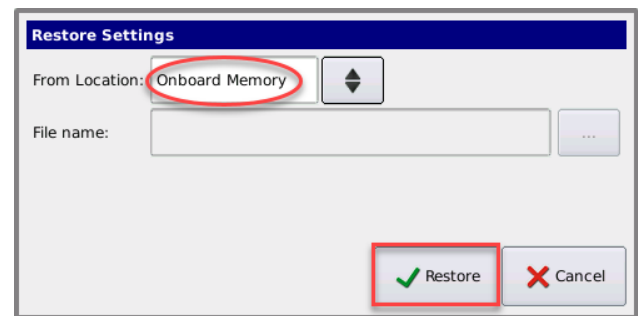 Restore Settings
From Location: Onboard Memory
File name:
...
Restore Cancel